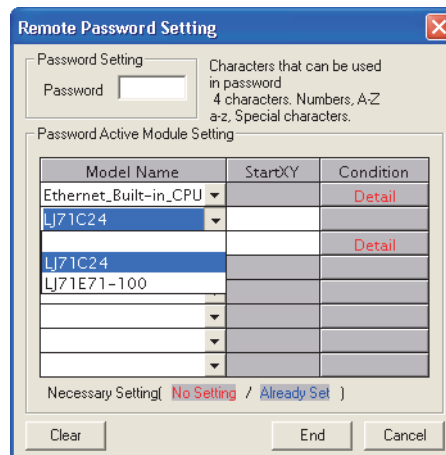 Remote Password Setting
Password Setting
Password
Characters that can be used
in password
4 characters. Numbers, A-Z
a-z, Special characters.
Password Active Module Setting
Model Name StartXY Condition
Ethernet_Built-in_CPU Detail
LJ71C24
Detail
LJ71C24
LJ71E71-100
Necessary Setting( No Setting / Already Set )
Clear End Cancel